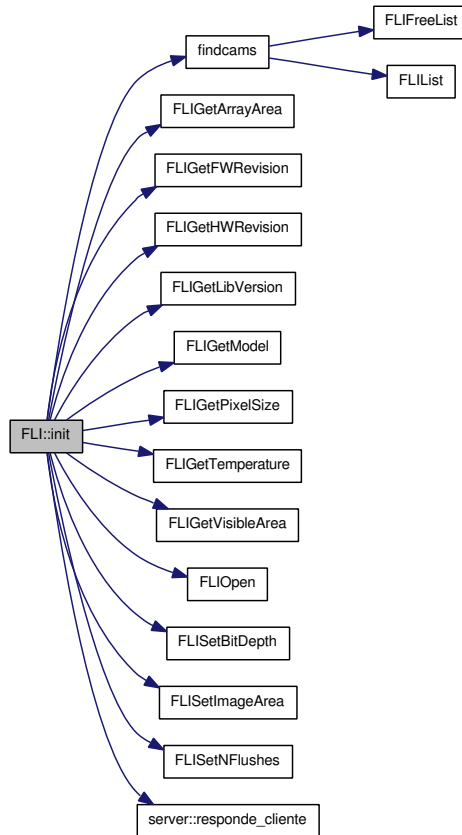 FLIFreeList
findcams
FLIList
FLIGetArrayArea
FLIGetFWRevision
FLIGetHWRevision
FLIGetLibVersion
FLIGetModel
FLIGetPixelSize
FLI::init
FLIGetTemperature
FLIGetVisibleArea
FLIOpen
FLISetBitDepth
FLISetImageArea
FLISetNFlushes
server::responde_cliente